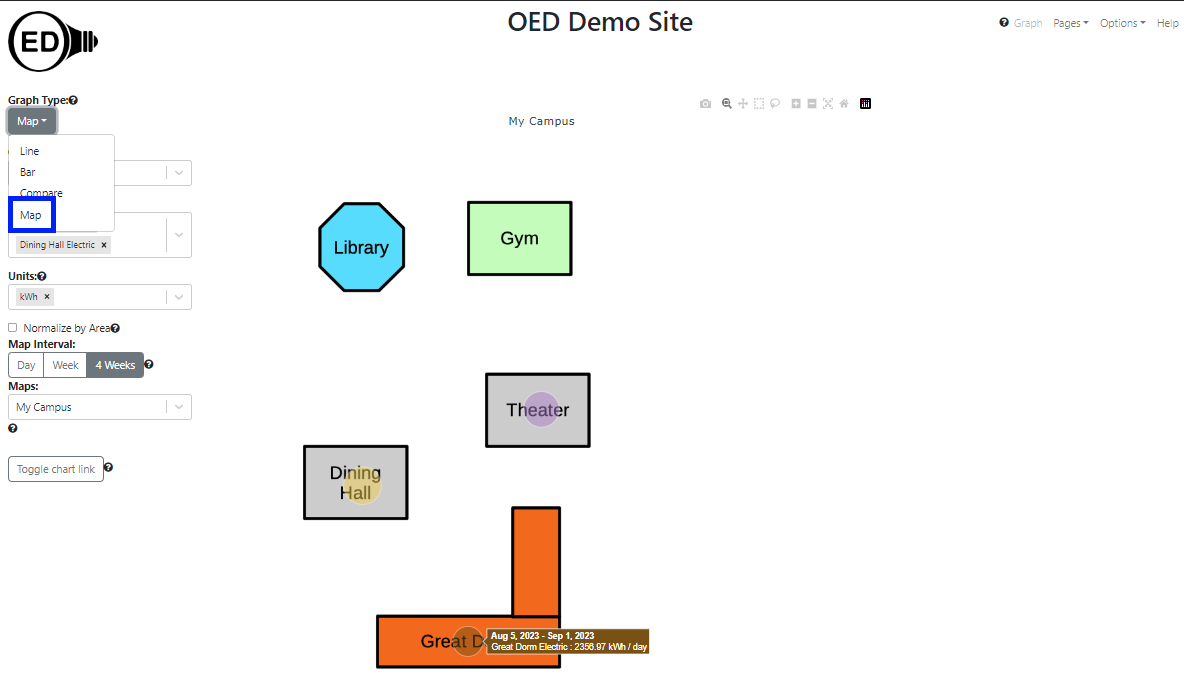 OED Demo Site
ED
Graph Pages Options Help
Graph Type:
Map
Line
Bar
Compare
Map
Dining Hall Electric ×
Units:
kWh ×
Normalize by Area
Map Interval:
Day Week 4 Weeks
Maps:
My Campus
Toggle chart link
My Campus
Library
Gym
Theater
Dining
Hall
Great D
Aug 5, 2023 - Sep 1, 2023
Great Dorm Electric : 2356.97 kWh / day